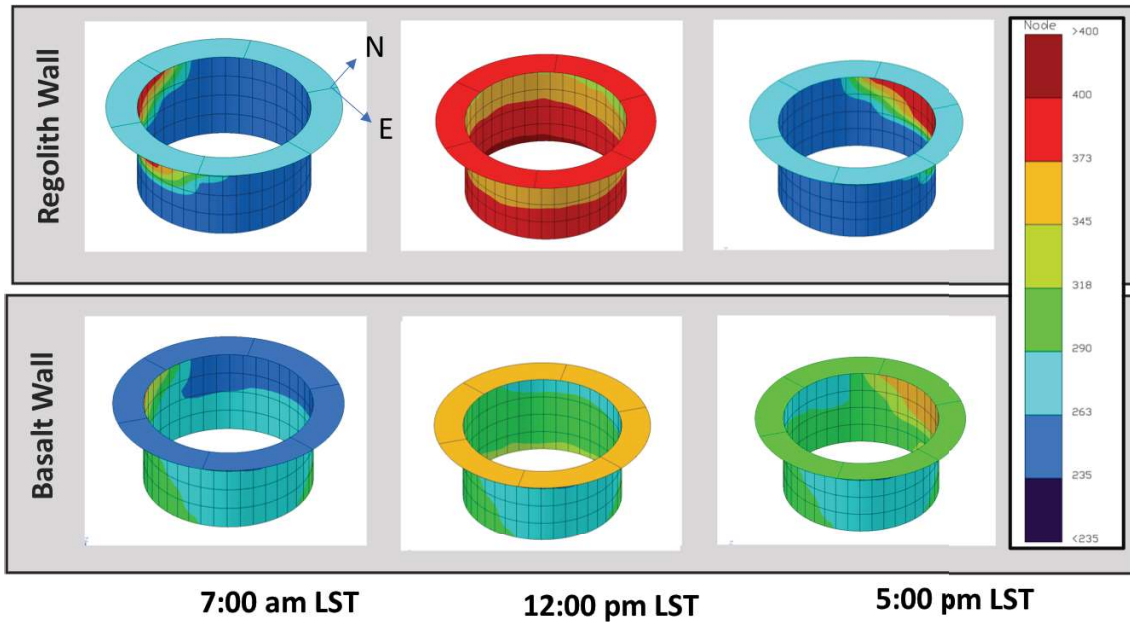 Regolith Wall
N
E
Node
>400
400
373
345
318
290
263
235
<235
Basalt Wall
7:00 am LST
12:00 pm LST
5:00 pm LST